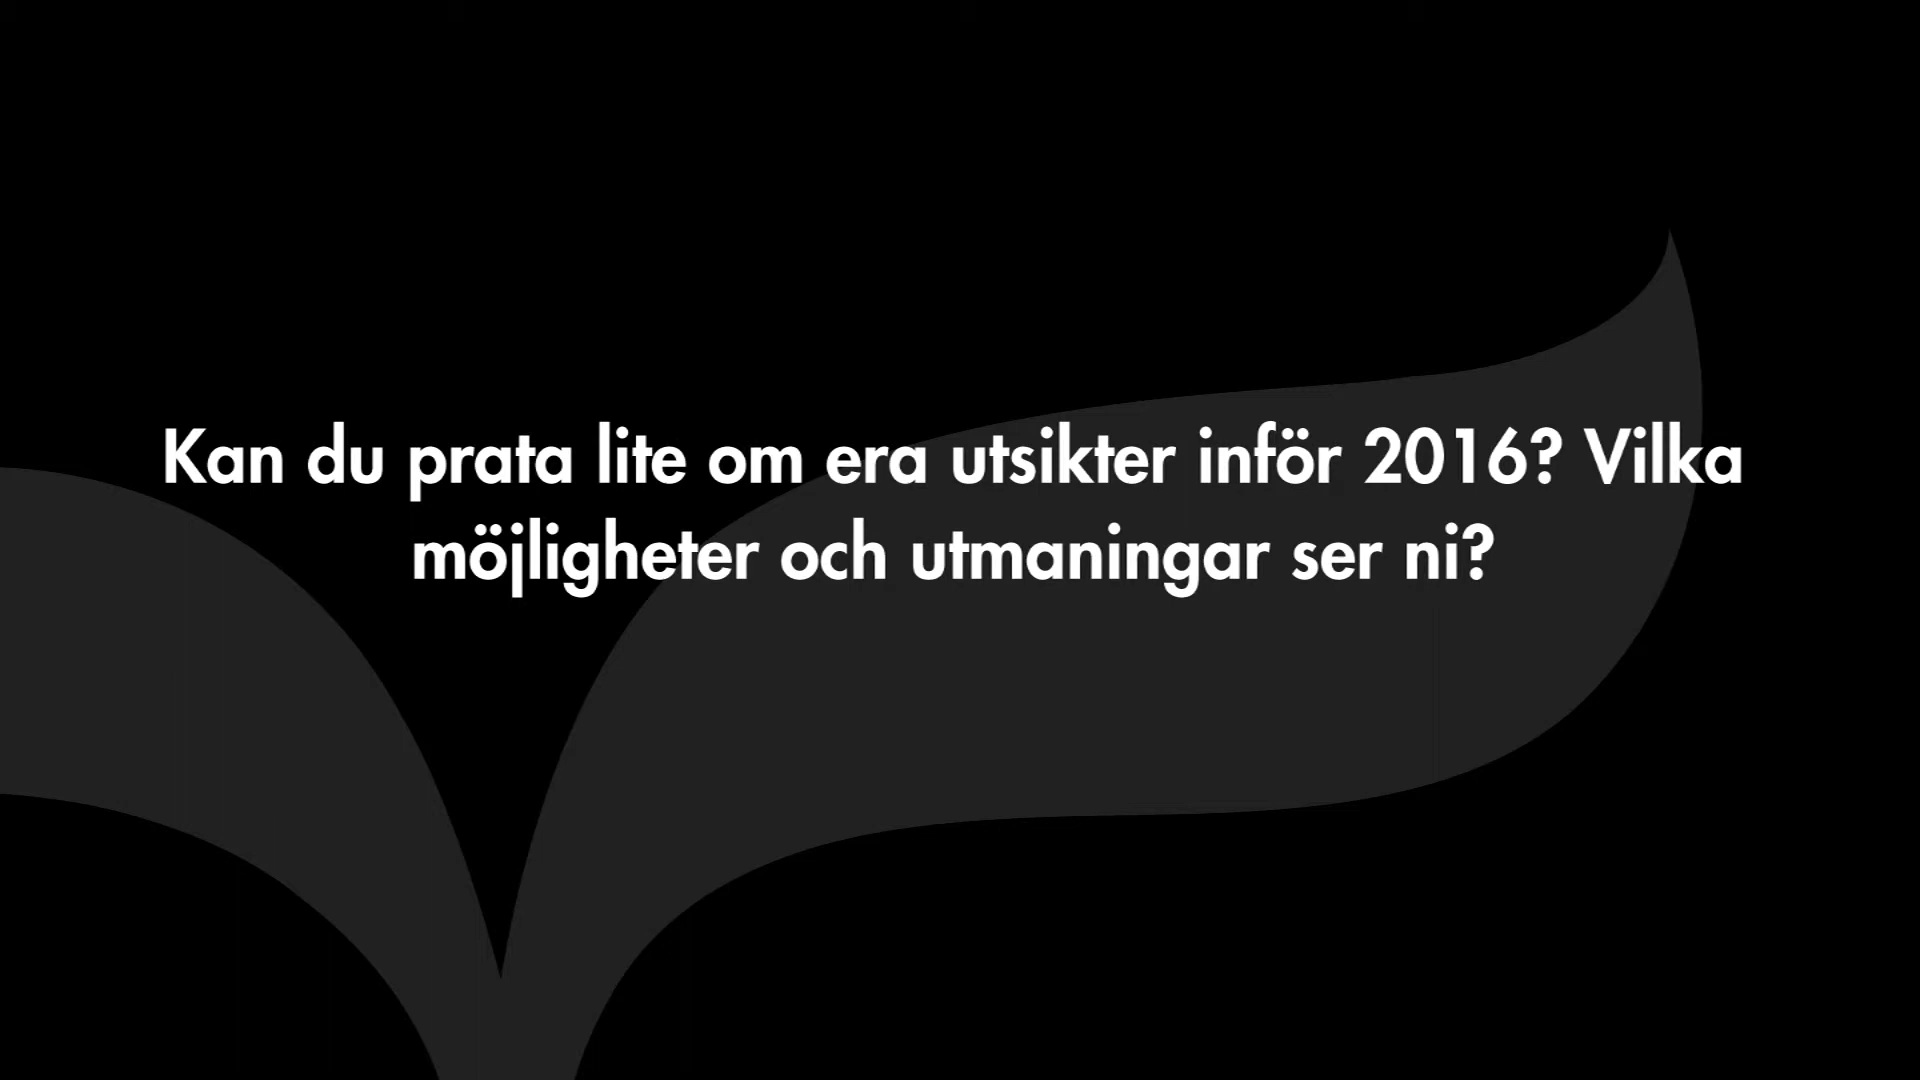 Kan du prata lite om era utsikter inför 2016? Vilka
möjligheter och utmaningar ser ni?